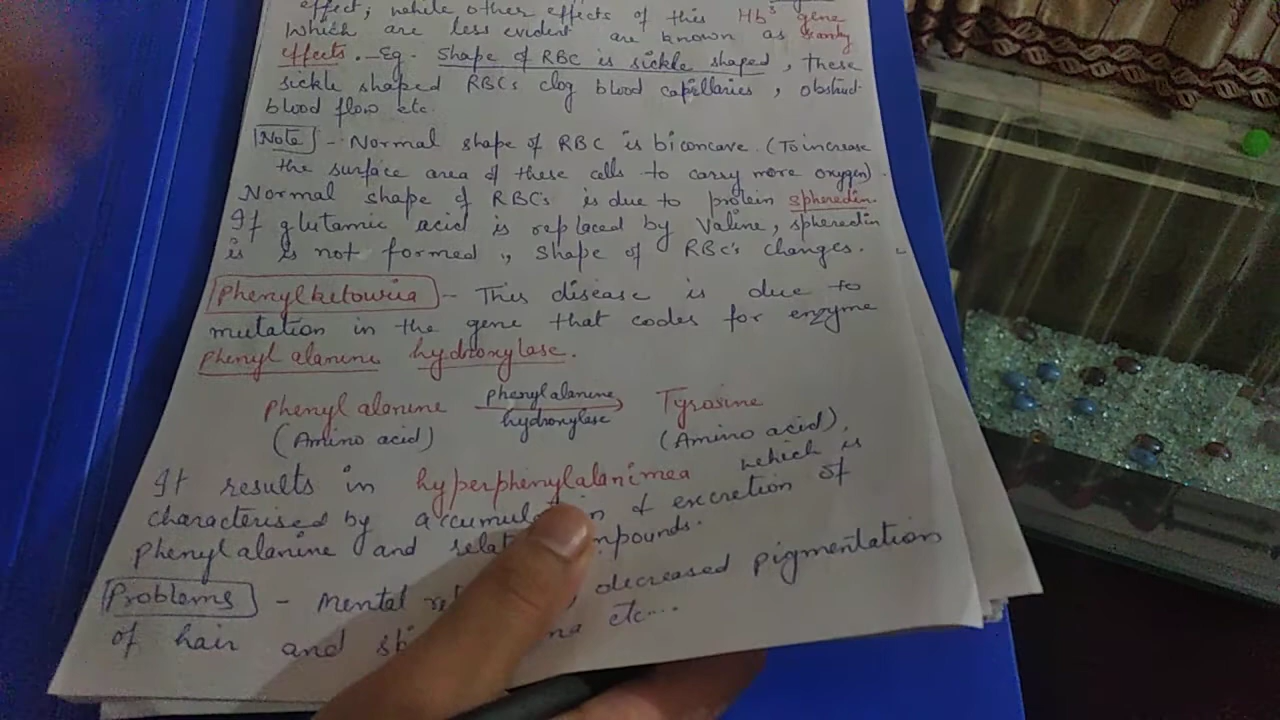 effect; while other effects of this Hbˢ gene
which are less evident are known as
effects. - Eg. Shape of RBC is sickle shaped, these
sickle shaped RBCs clog blood capillaries, obstruct
blood flow etc.
Note - Normal shape of RBC is biconcave. (To increase
the surface area of these cells to carry more oxygen).
Normal shape of RBC's is due to protein spheredin.
If glutamic acid is replaced by Valine, spheredin
is is not formed ., shape of RBC's changes.
Phenylketouria - This disease is due to
mutation in the gene that codes for enzyme
phenyl alanine hydroxylase.
Phenyl alanine phenylalanine hydroxylase Tyrosine
(Amino acid) (Amino acid),
It results in hyperphenylalanimea which is
characterised by & excretion of
phenylalanine and
Problems - Mental decreased pigmentation
of hair and etc...